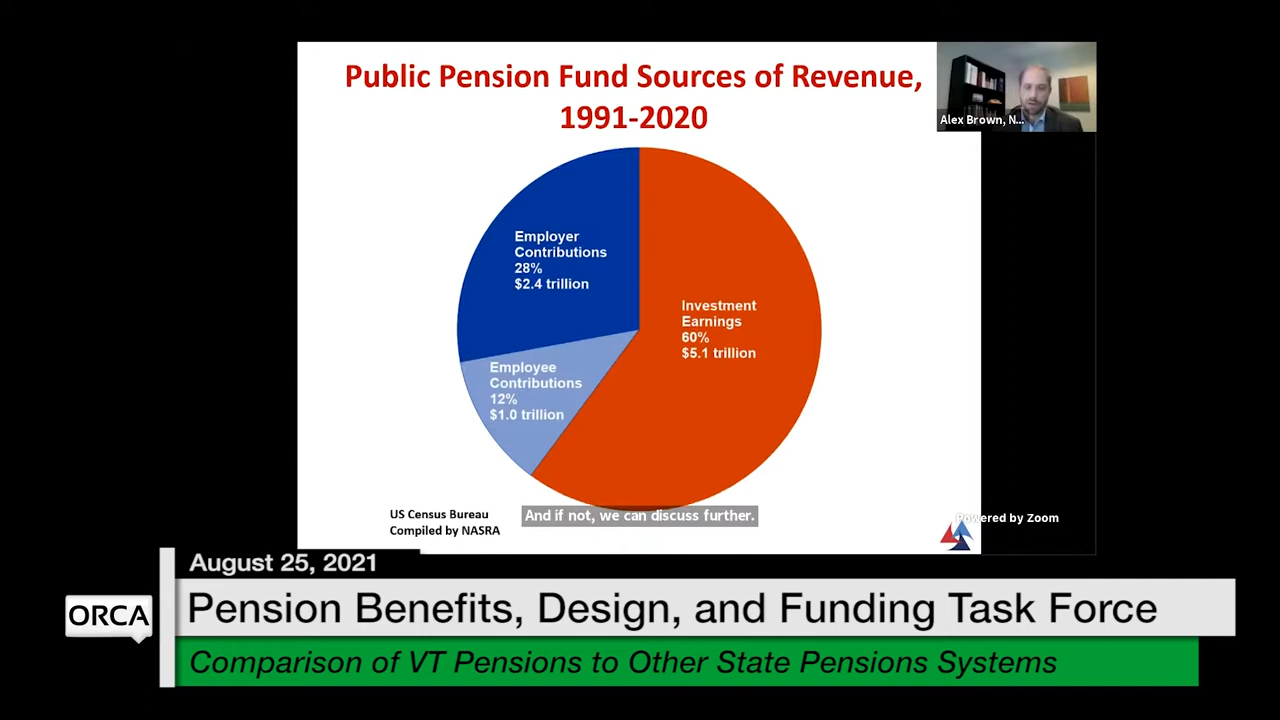 Public Pension Fund Sources of Revenue,
1991-2020
Alex Brown, N...
Employer
Contributions
28%
$2.4 trillion
Investment
Earnings
60%
$5.1 trillion
Employee
Contributions
12%
$1.0 trillion
US Census Bureau
Compiled by NASRA
And if not, we can discuss further.
Powered by Zoom
August 25, 2021
ORCA
Pension Benefits, Design, and Funding Task Force
Comparison of VT Pensions to Other State Pensions Systems